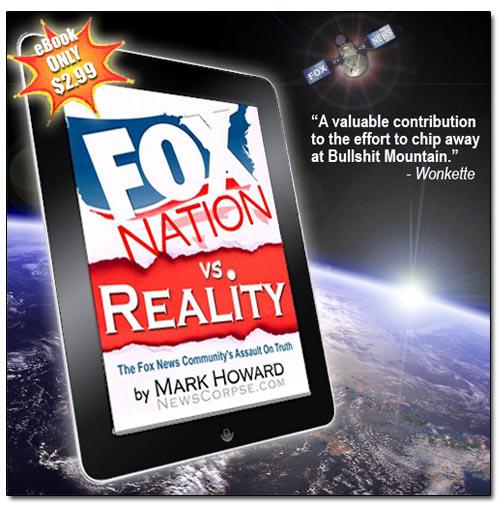 eBook
ONLY
$2.99
FOX
NEWS
“A valuable contribution
to the effort to chip away
at Bullshit Mountain.”
- Wonkette
FOX
NATION
vs.
REALITY
The Fox News Community's Assault On Truth
by MARK HOWARD
NEWSCORPSE.COM